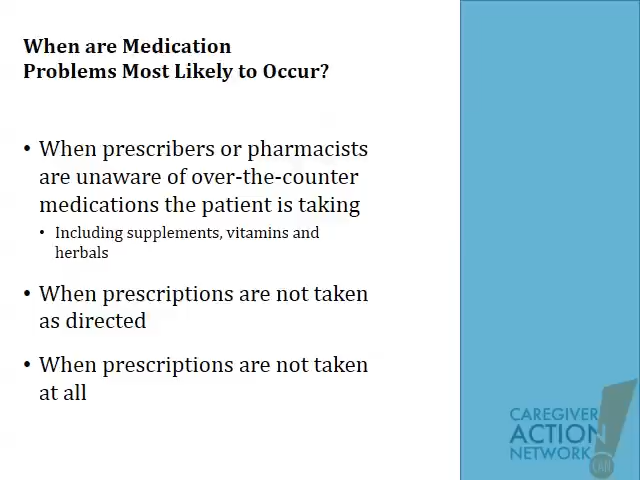 When are Medication
Problems Most Likely to Occur?
• When prescribers or pharmacists
are unaware of over-the-counter
medications the patient is taking
• Including supplements, vitamins and
herbals
• When prescriptions are not taken
as directed
• When prescriptions are not taken
at all
CAREGIVER
ACTION
NETWORK
CAN